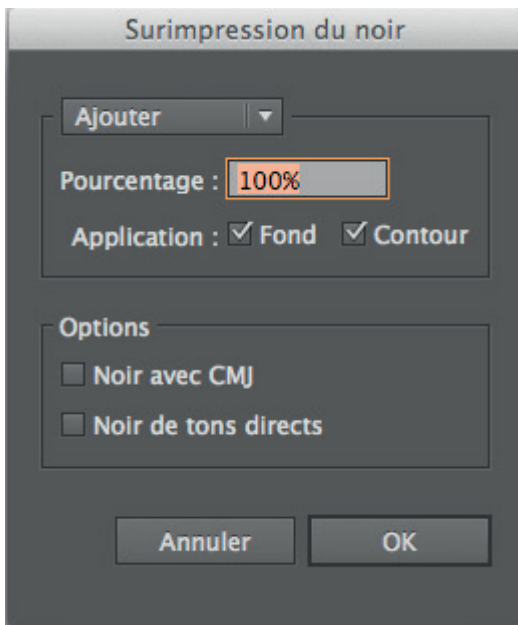 Surimpression du noir
Ajouter
Pourcentage : 100%
Application : Fond Contour
Options
Noir avec CMJ
Noir de tons directs
Annuler OK